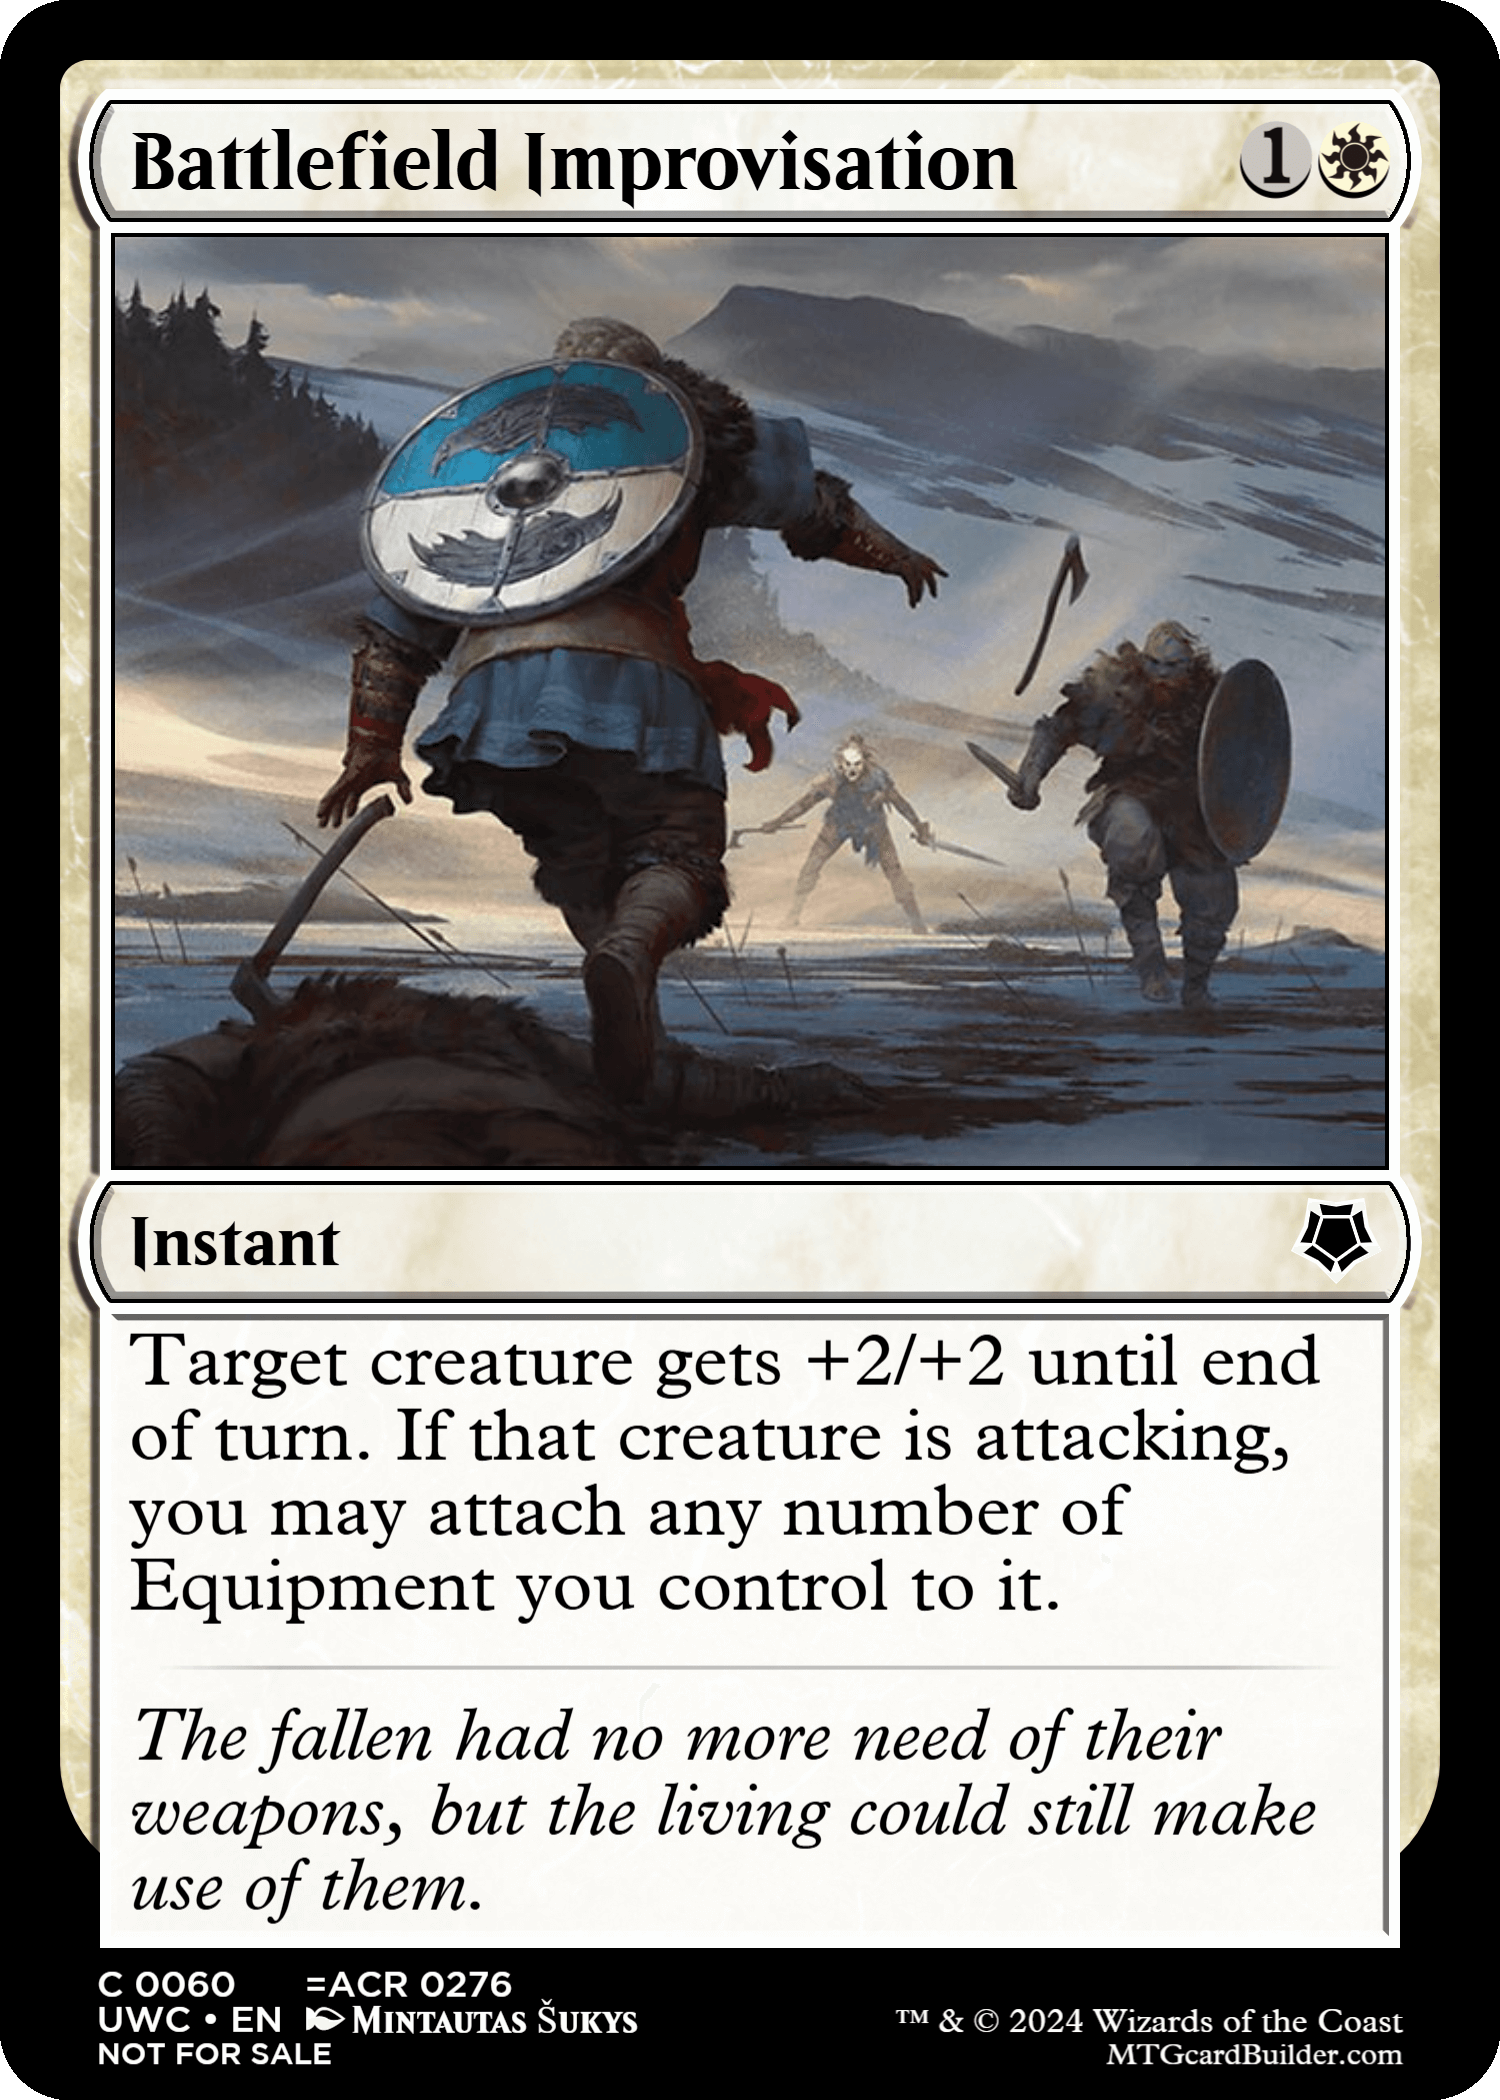 Battlefield Improvisation 1
Instant
Target creature gets +2/+2 until end
of turn. If that creature is attacking,
you may attach any number of
Equipment you control to it.
The fallen had no more need of their
weapons, but the living could still make
use of them.
C 0060 =ACR 0276
UWC • EN Mintautas Šukys
NOT FOR SALE
™ & © 2024 Wizards of the Coast
MTGcardBuilder.com